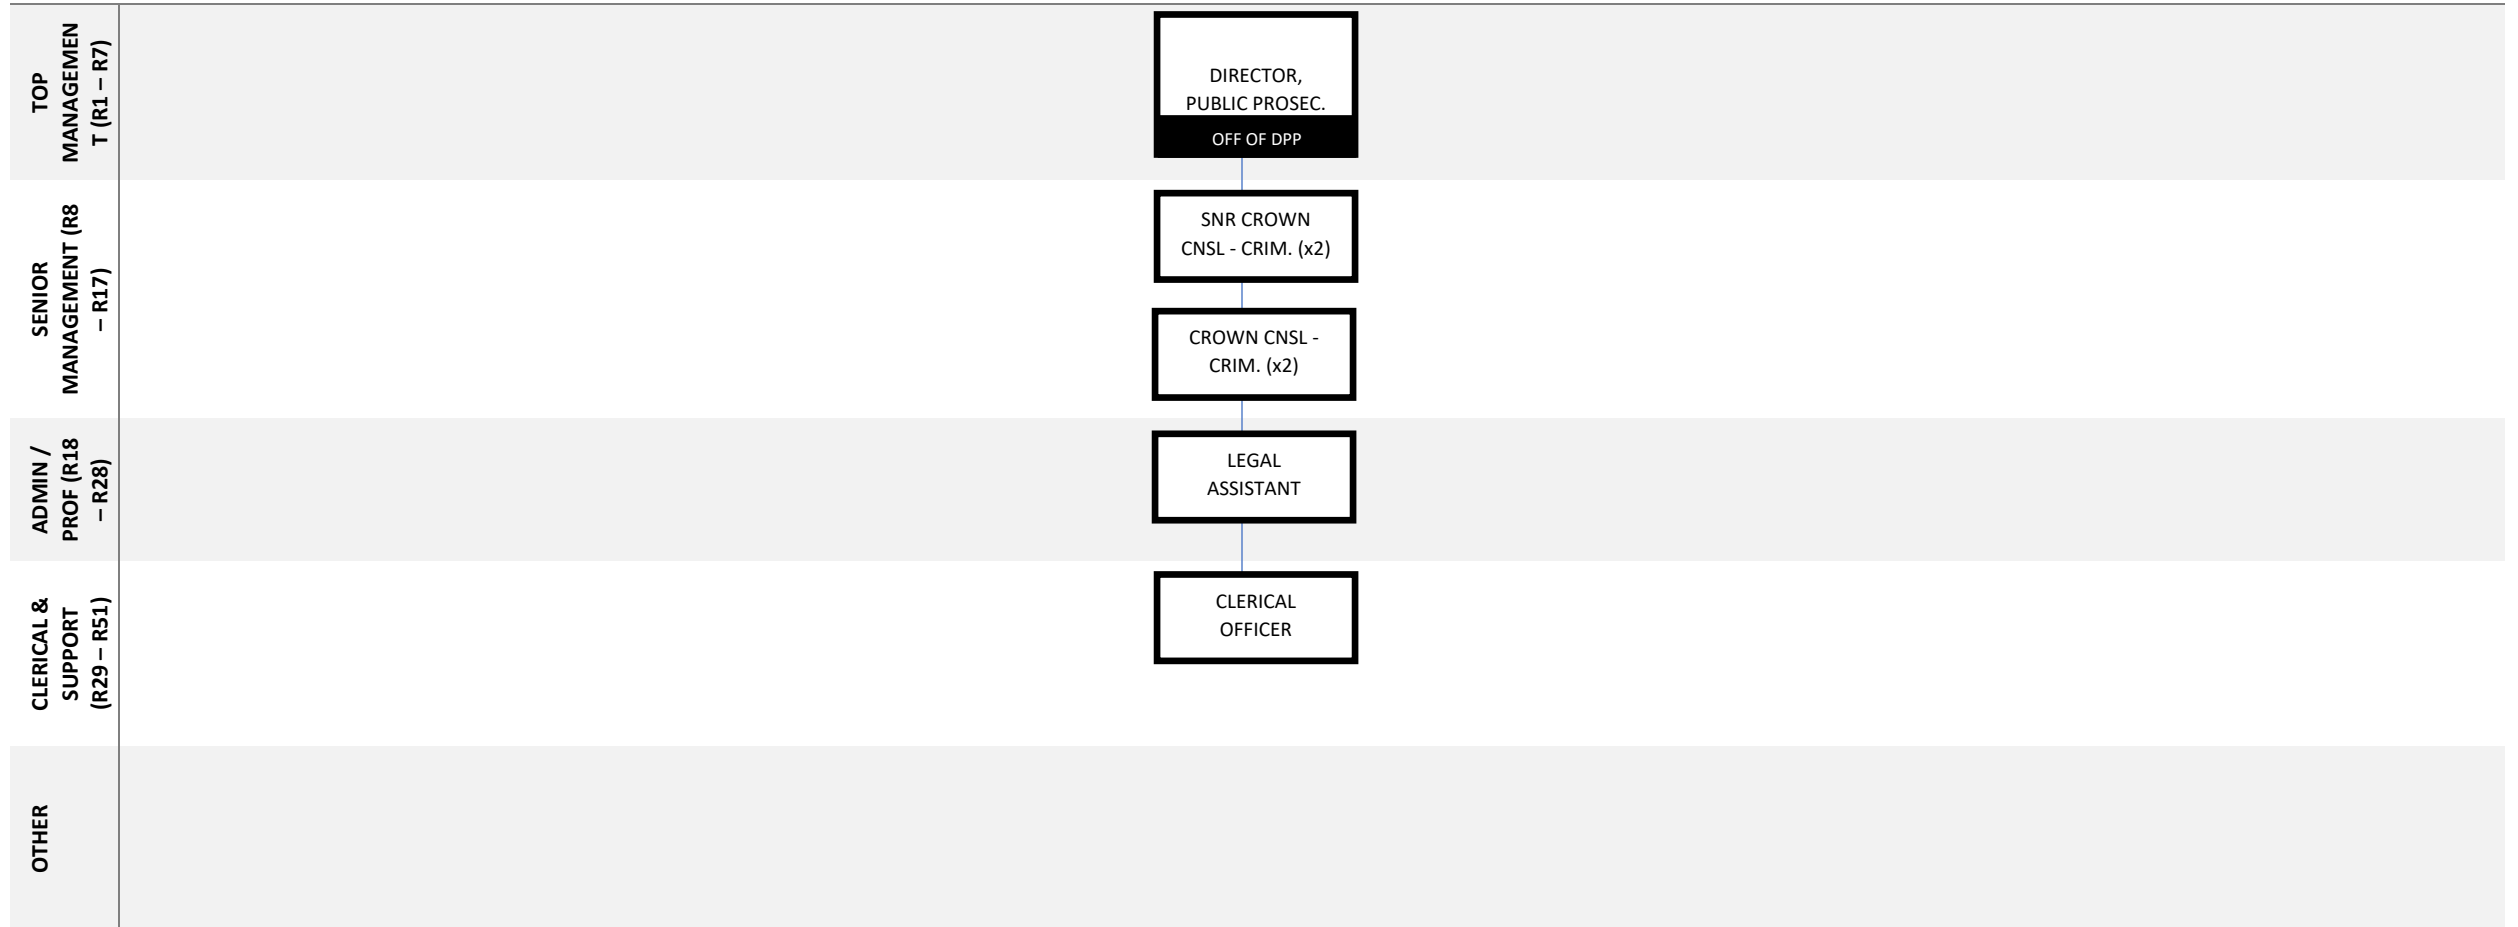 TOP
MANAGEMEN
T (R1 – R7)
DIRECTOR,
PUBLIC PROSEC.
OFF OF DPP
SENIOR
MANAGEMENT (R8
– R17)
SNR CROWN
CNSL - CRIM. (x2)
CROWN CNSL -
CRIM. (x2)
ADMIN /
PROF (R18
– R28)
LEGAL
ASSISTANT
CLERICAL &
SUPPORT
(R29 – R51)
CLERICAL
OFFICER
OTHER